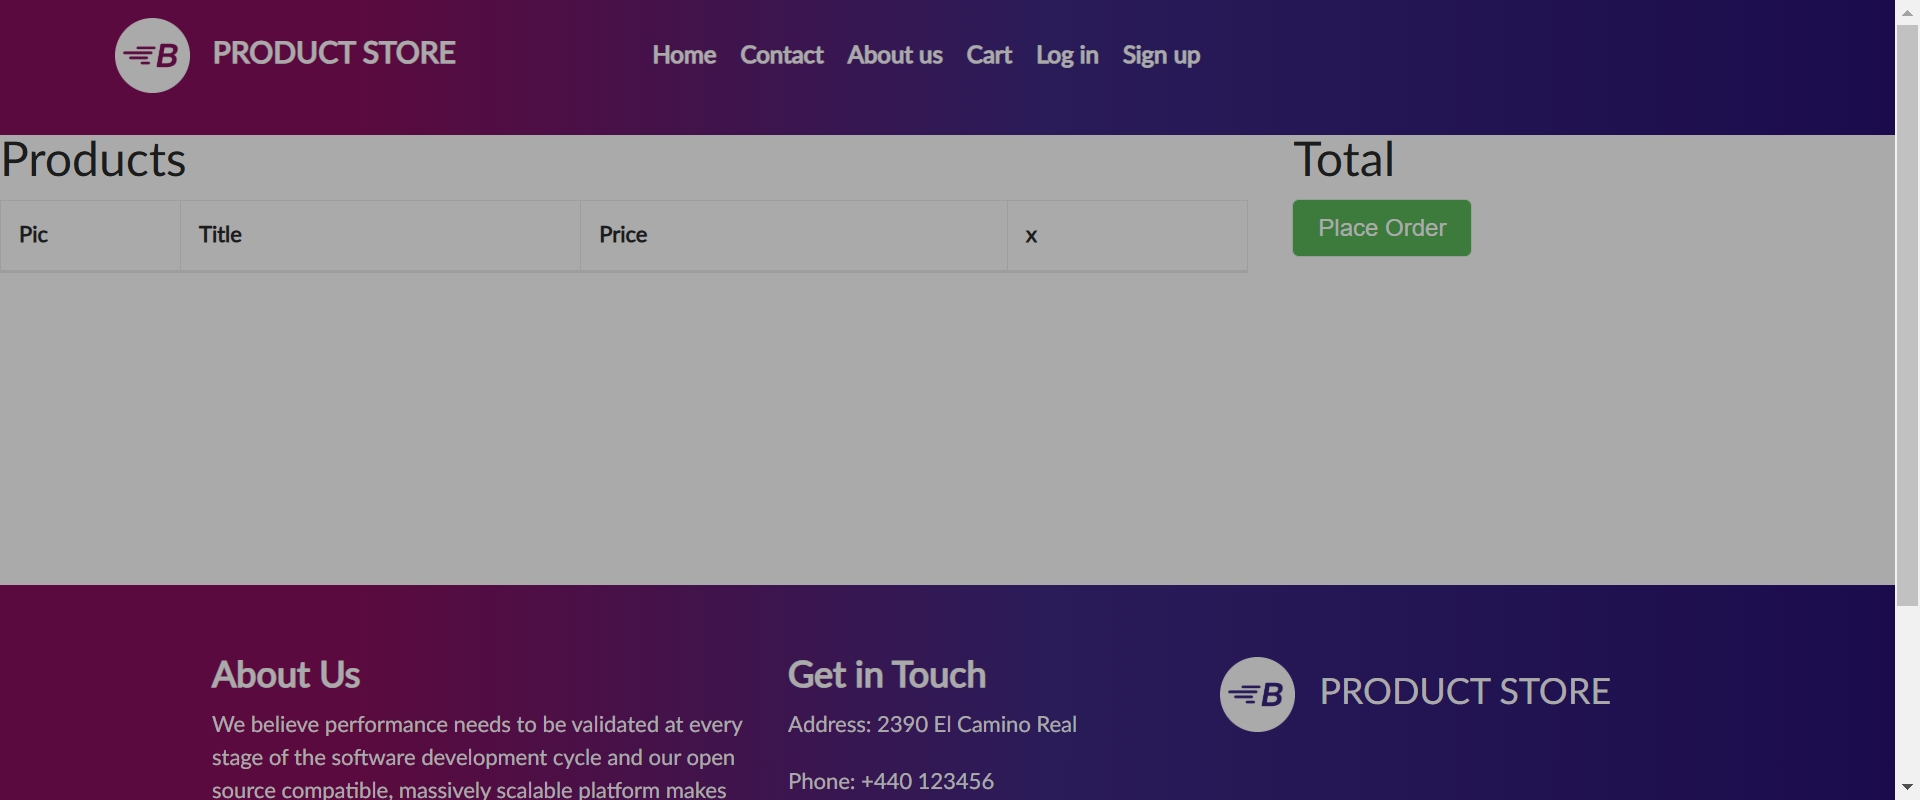 B PRODUCT STORE
Home Contact About us Cart Log in Sign up
Products
Total
Pic Title Price x
Place Order
About Us
We believe performance needs to be validated at every
stage of the software development cycle and our open
source compatible, massively scalable platform makes
Get in Touch
Address: 2390 El Camino Real
Phone: +440 123456
B PRODUCT STORE